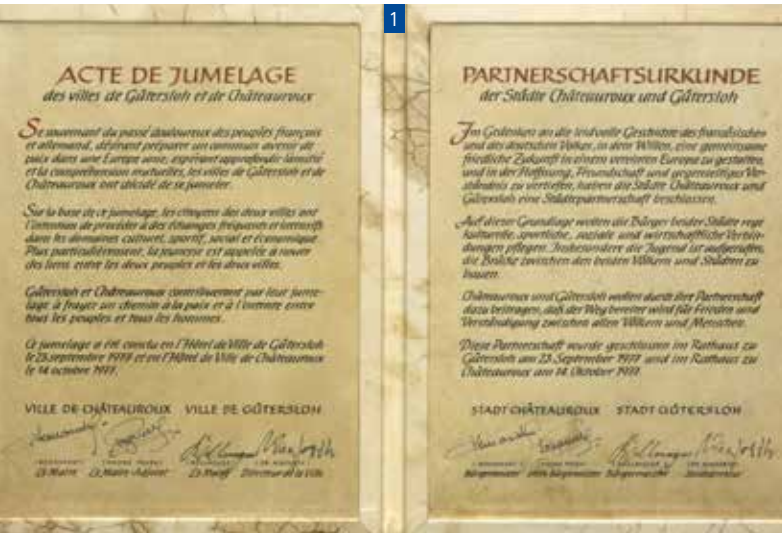 1
ACTE DE JUMELAGE
des villes de Gütersloh et de Châteauroux
Se souvenant du passé douloureux des peuples français
et allemand, désirant préparer un commun avenir de
paix dans une Europe unie, espérant approfondir l'amitié
et la compréhension mutuelles, les villes de Gütersloh et de
Châteauroux ont décidé de se jumeler.
Sur la base de ce jumelage, les citoyens des deux villes ont
l'intention de procéder à des échanges fréquents et intensifs
dans les domaines culturel, sportif, social et économique.
Plus particulièrement, la jeunesse est appelée à nouer
des liens entre les deux peuples et les deux villes.
Gütersloh et Châteauroux contribueront par leur jume-
lage à frayer un chemin à la paix et à l'entente entre
tous les peuples et tous les hommes.
Ce jumelage a été conclu en l'Hôtel de Ville de Gütersloh
le 23 septembre 1977 et en l'Hôtel de Ville de Châteauroux
le 14 octobre 1977.
VILLE DE CHÂTEAUROUX VILLE DE GÜTERSLOH
Le Maire Le Maire-Adjoint Le Maire Directeur de la Ville
PARTNERSCHAFTSURKUNDE
der Städte Châteauroux und Gütersloh
Im Gedenken an die leidvolle Geschichte des französischen
und des deutschen Volkes, in dem Willen, eine gemeinsame
friedliche Zukunft in einem vereinten Europa zu gestalten,
und in der Hoffnung, Freundschaft und gegenseitiges Ver-
ständnis zu vertiefen, haben die Städte Châteauroux und
Gütersloh eine Städtepartnerschaft beschlossen.
Auf dieser Grundlage wollen die Bürger beider Städte rege
kulturelle, sportliche, soziale und wirtschaftliche Verbin-
dungen pflegen. Insbesondere die Jugend ist aufgerufen,
die Brücke zwischen den beiden Völkern und Städten zu
bauen.
Châteauroux und Gütersloh wollen durch ihre Partnerschaft
dazu beitragen, daß der Weg bereitet wird für Frieden und
Verständigung zwischen allen Völkern und Menschen.
Diese Partnerschaft wurde geschlossen im Rathaus zu
Gütersloh am 23. September 1977 und im Rathaus zu
Châteauroux am 14. Oktober 1977.
STADT CHÂTEAUROUX STADT GÜTERSLOH
Bürgermeister Bürgermeister Bürgermeister Stadtdirektor